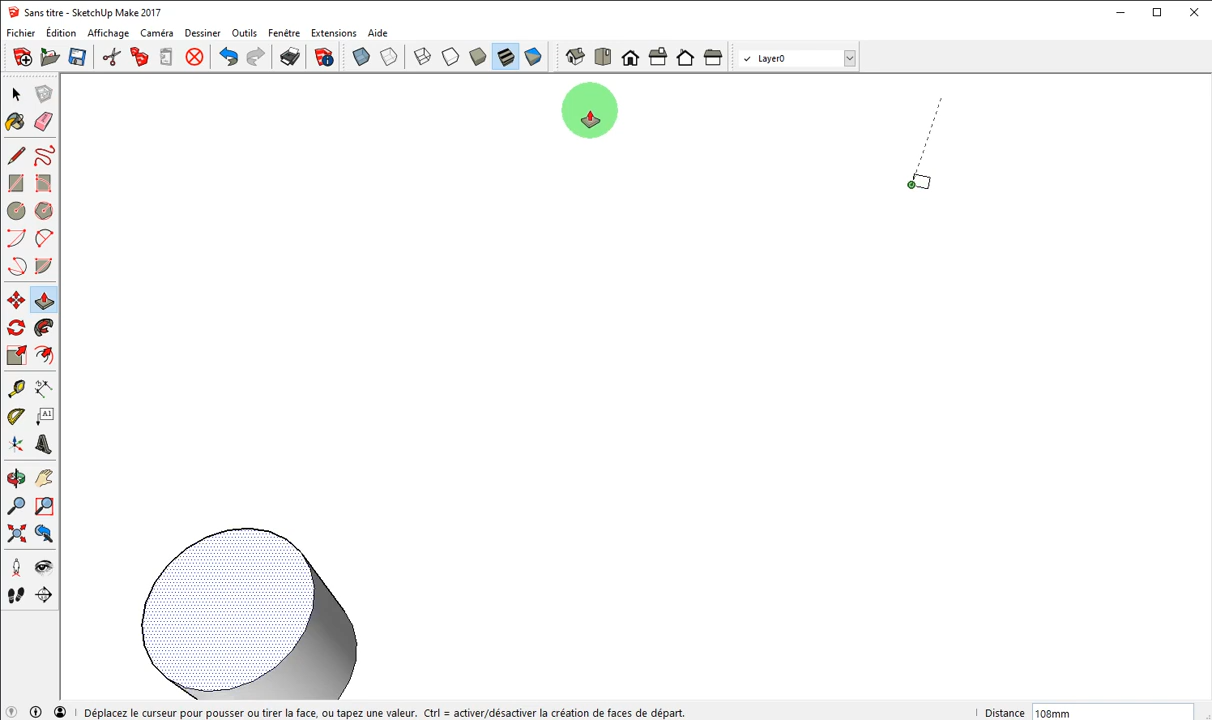 Sans titre - SketchUp Make 2017
Fichier Édition Affichage Caméra Dessiner Outils Fenêtre Extensions Aide
✓ Layer0
A1
Déplacez le curseur pour pousser ou tirer la face, ou tapez une valeur. Ctrl = activer/désactiver la création de faces de départ. Distance 108mm